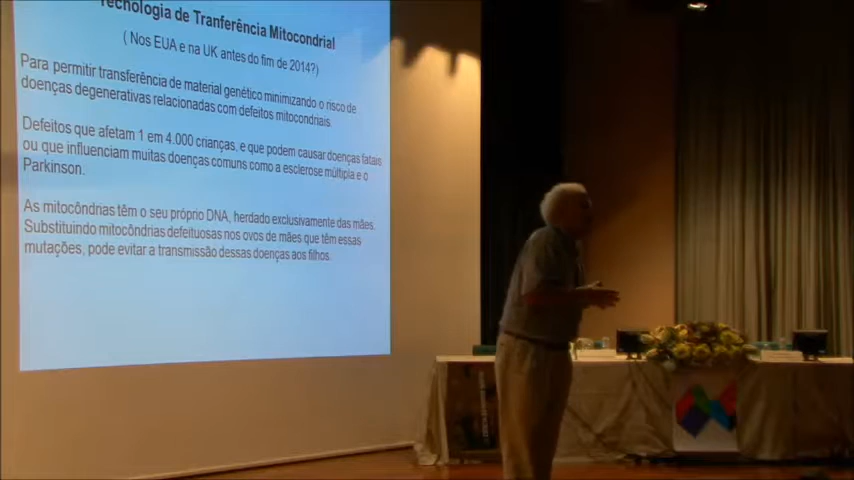 Tecnologia de Tranferência Mitocondrial
( Nos EUA e na UK antes do fim de 2014?)
Para permitir transferência de material genético minimizando o risco de
doenças degenerativas relacionadas com defeitos mitocondriais.
Defeitos que afetam 1 em 4.000 crianças, e que podem causar doenças fatais
ou que influenciam muitas doenças comuns como a esclerose múltipla e o
Parkinson.
As mitocôndrias têm o seu próprio DNA, herdado exclusivamente das mães.
Substituindo mitocôndrias defeituosas nos ovos de mães que têm essas
mutações, pode evitar a transmissão dessas doenças aos filhos.